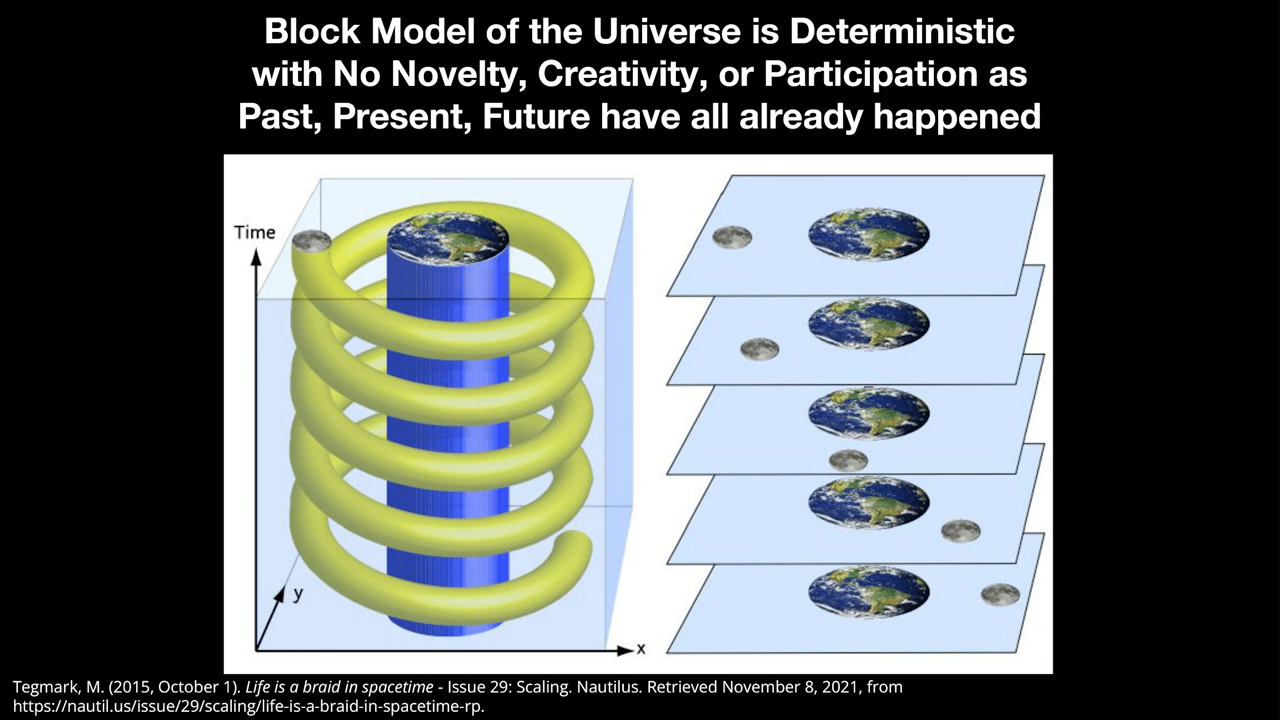 Block Model of the Universe is Deterministic
with No Novelty, Creativity, or Participation as
Past, Present, Future have all already happened
Time
y
x
Tegmark, M. (2015, October 1). Life is a braid in spacetime - Issue 29: Scaling. Nautilus. Retrieved November 8, 2021, from
https://nautil.us/issue/29/scaling/life-is-a-braid-in-spacetime-rp.